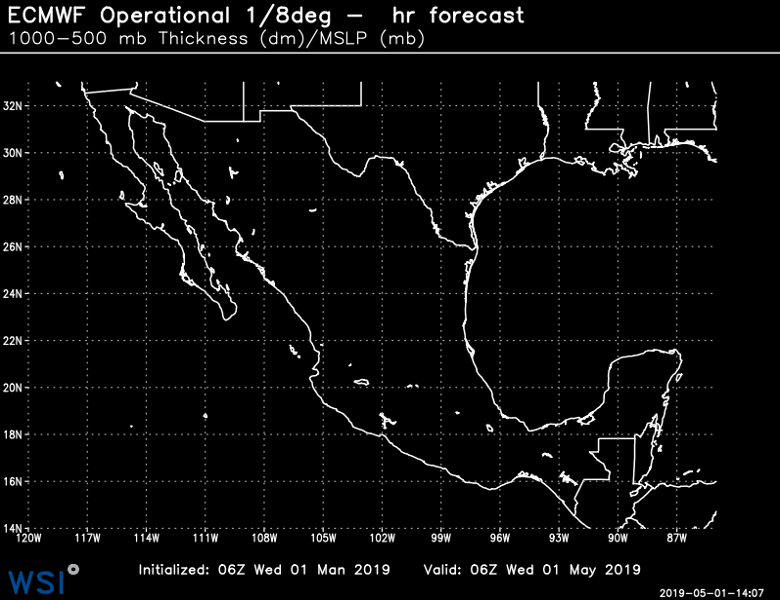 ECMWF Operational 1/8deg –  hr forecast
1000–500 mb Thickness (dm)/MSLP (mb)
32N
30N
28N
26N
24N
22N
20N
18N
16N
14N
120W 117W 114W 111W 108W 105W 102W 99W 96W 93W 90W 87W
Initialized: 06Z Wed 01 Man 2019 Valid: 06Z Wed 01 May 2019
WSI
2019-05-01-14:07